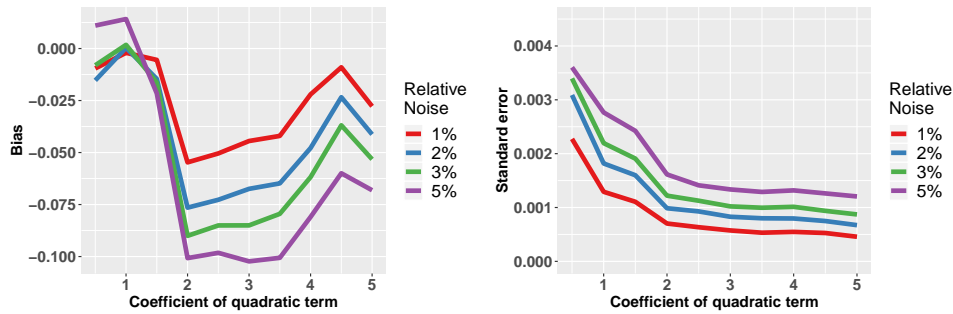 0.000
−0.025
−0.050
−0.075
−0.100
Bias
1 2 3 4 5
Coefficient of quadratic term
Relative
Noise
1%
2%
3%
5%
0.004
0.003
0.002
0.001
0.000
Standard error
1 2 3 4 5
Coefficient of quadratic term
Relative
Noise
1%
2%
3%
5%